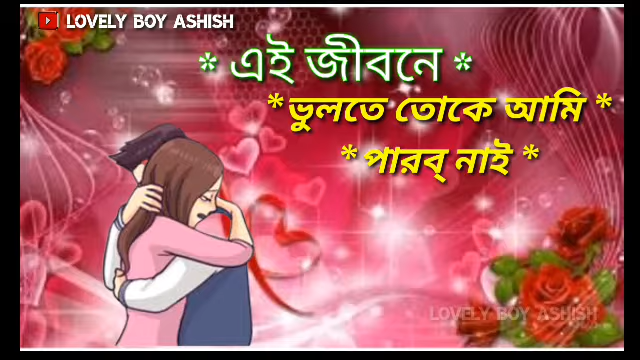 LOVELY BOY ASHISH
* এই জীবনে *
* ভুলতে তোকে আমি *
* পারব্ নাই *
LOVELY BOY ASHISH